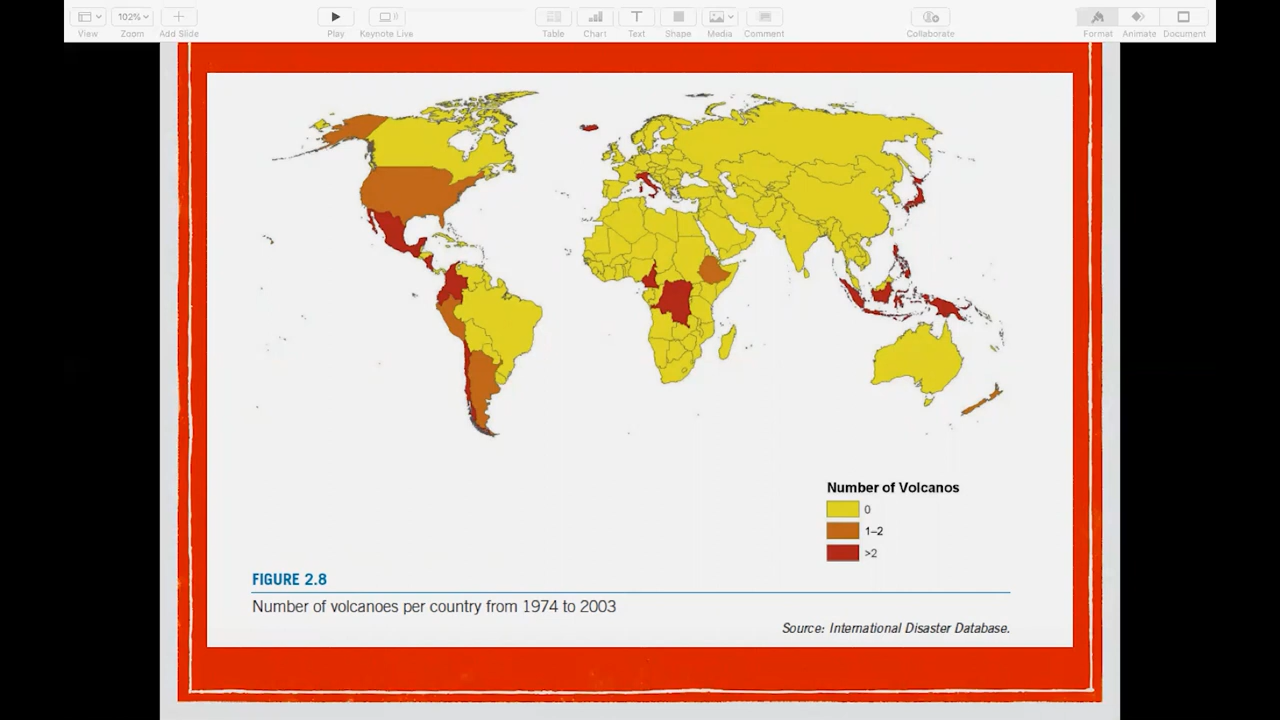 View
102%
Zoom
Add Slide
Play
Keynote Live
Table
Chart
Text
Shape
Media
Comment
Collaborate
Format
Animate
Document
Number of Volcanos
0
1–2
>2
FIGURE 2.8
Number of volcanoes per country from 1974 to 2003
Source: International Disaster Database.